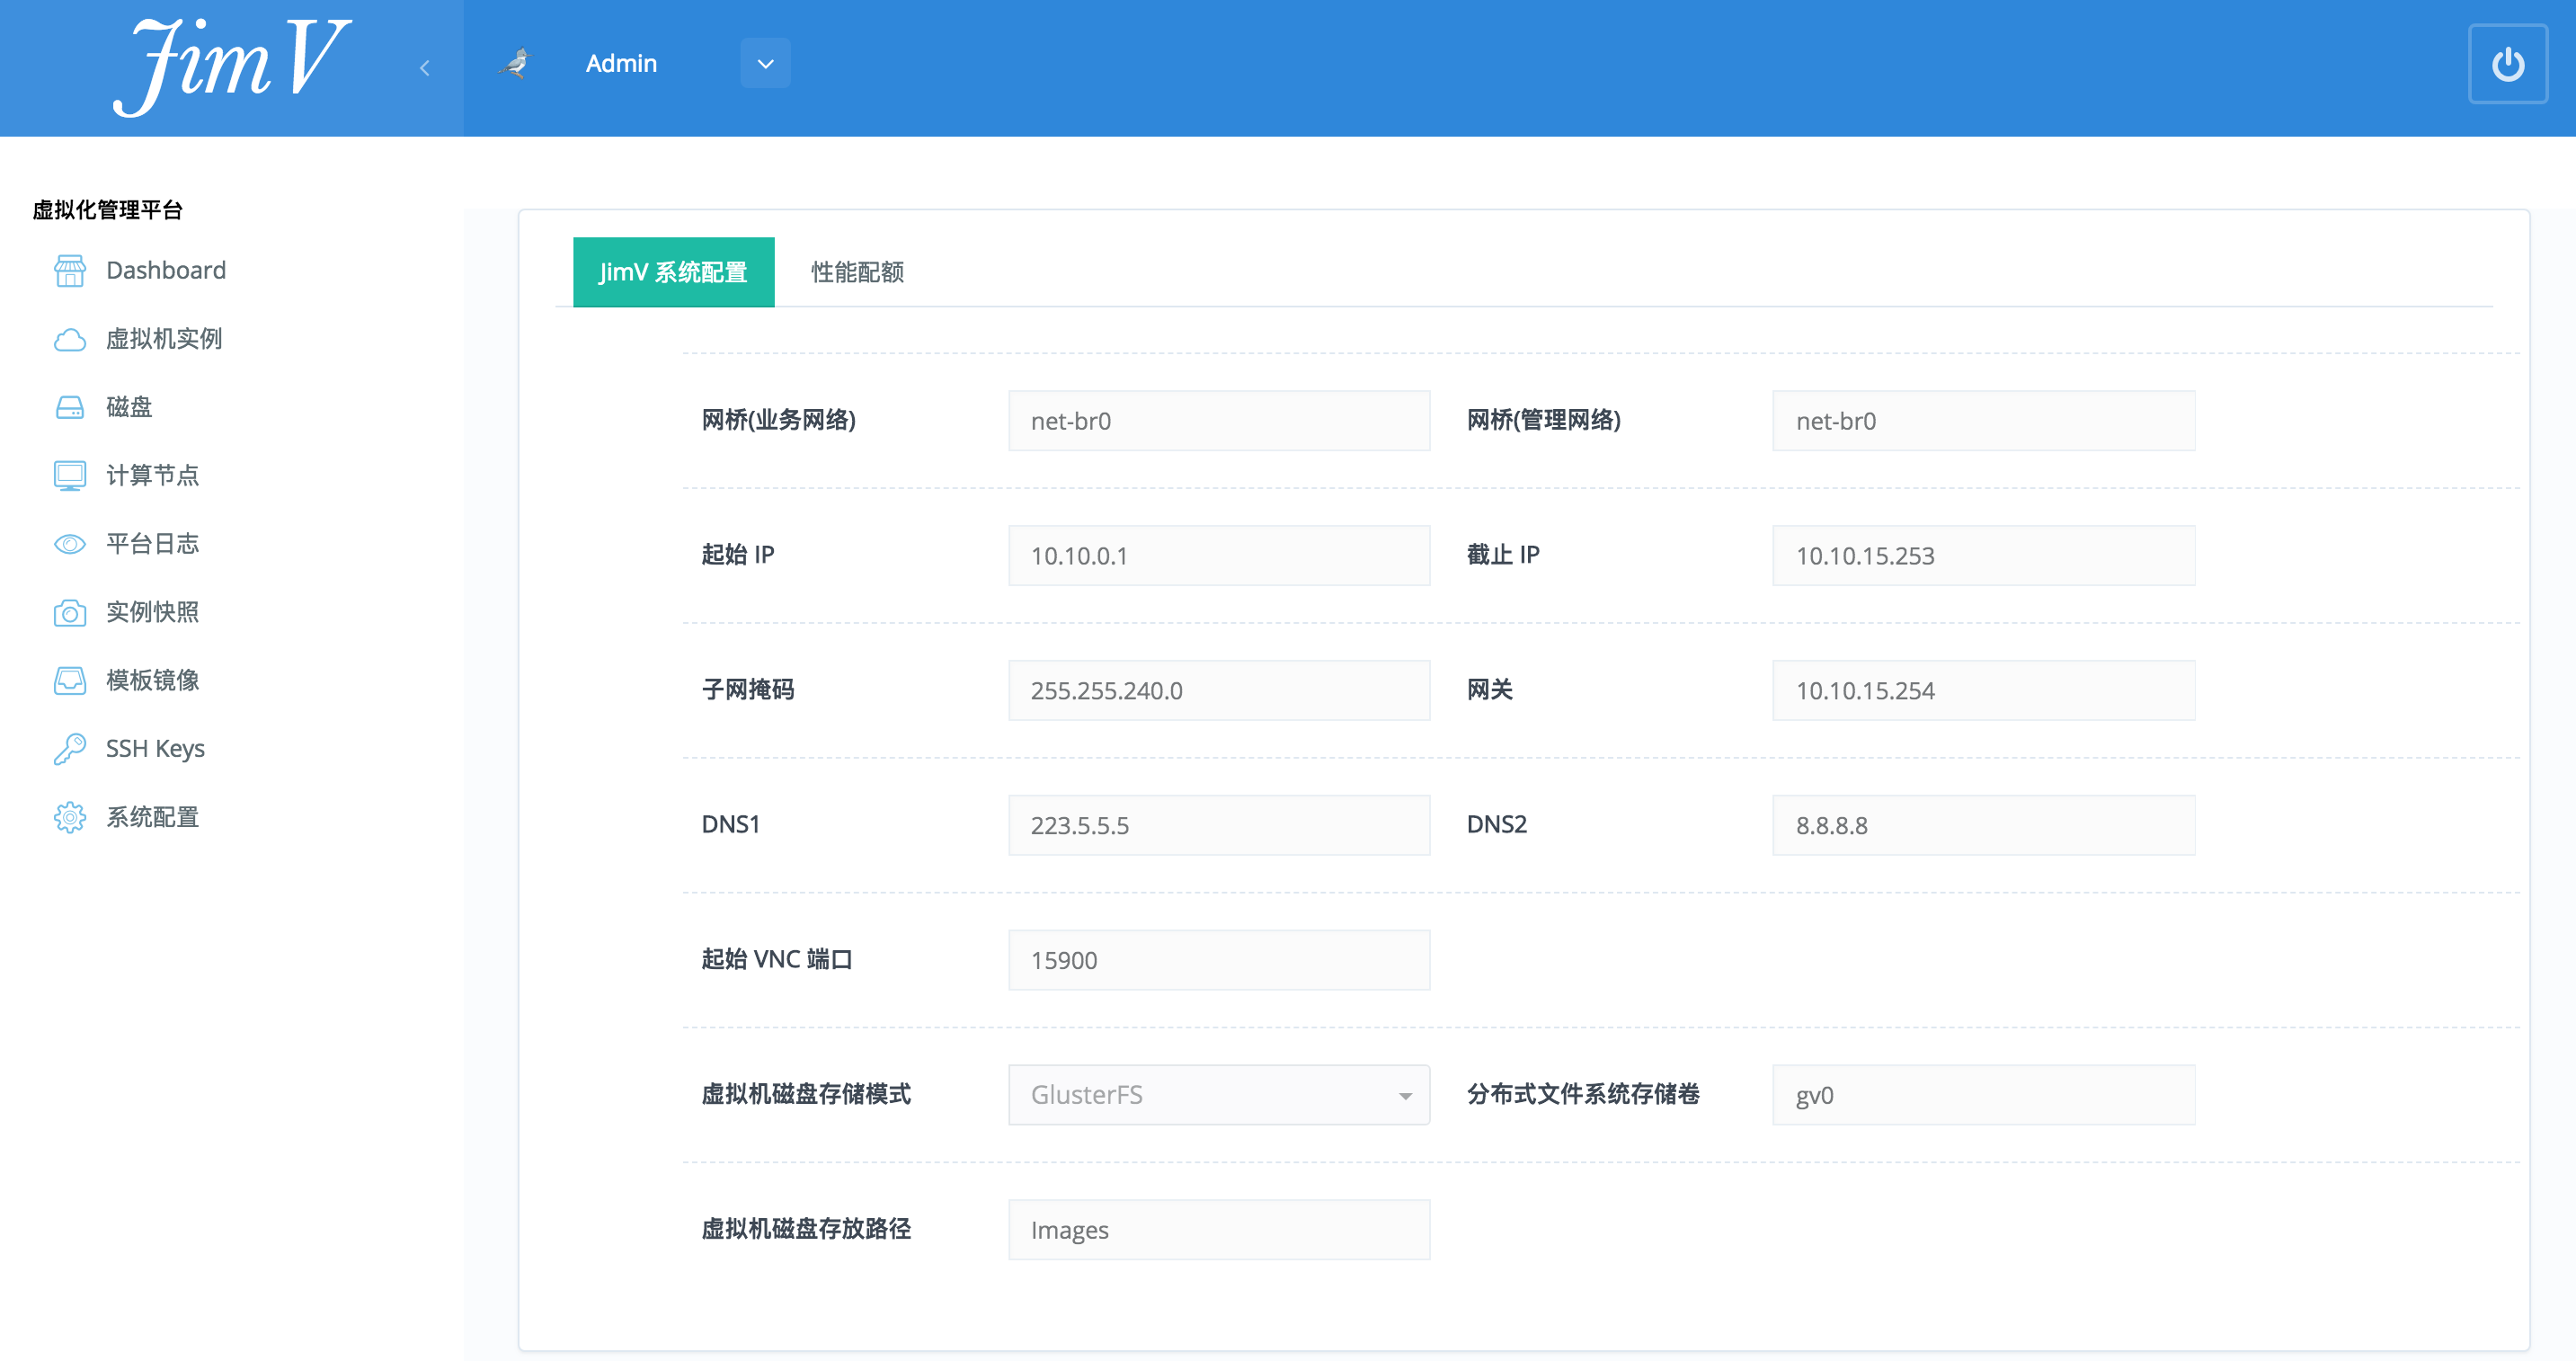 JimV
Admin
虚拟化管理平台
Dashboard
虚拟机实例
磁盘
计算节点
平台日志
实例快照
模板镜像
SSH Keys
系统配置
JimV 系统配置 性能配额
网桥(业务网络) net-br0 网桥(管理网络) net-br0
起始 IP 10.10.0.1 截止 IP 10.10.15.253
子网掩码 255.255.240.0 网关 10.10.15.254
DNS1 223.5.5.5 DNS2 8.8.8.8
起始 VNC 端口 15900
虚拟机磁盘存储模式 GlusterFS 分布式文件系统存储卷 gv0
虚拟机磁盘存放路径 Images